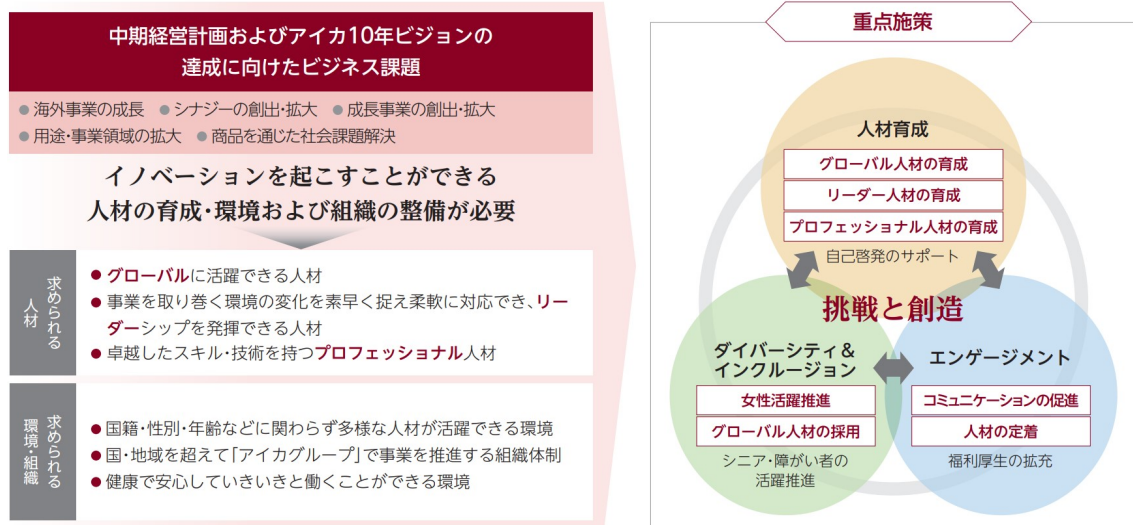 中期経営計画およびアイカ10年ビジョンの
達成に向けたビジネス課題
● 海外事業の成長 ● シナジーの創出・拡大 ● 成長事業の創出・拡大
● 用途・事業領域の拡大 ● 商品を通じた社会課題解決
イノベーションを起こすことができる
人材の育成・環境および組織の整備が必要
求められる
人材
● グローバルに活躍できる人材
● 事業を取り巻く環境の変化を素早く捉え柔軟に対応でき、リー
ダーシップを発揮できる人材
● 卓越したスキル・技術を持つプロフェッショナル人材
求められる
環境・組織
● 国籍・性別・年齢などに関わらず多様な人材が活躍できる環境
● 国・地域を超えて「アイカグループ」で事業を推進する組織体制
● 健康で安心していきいきと働くことができる環境
重点施策
人材育成
グローバル人材の育成
リーダー人材の育成
プロフェッショナル人材の育成
自己啓発のサポート
挑戦と創造
ダイバーシティ&
インクルージョン
女性活躍推進
グローバル人材の採用
シニア・障がい者の
活躍推進
エンゲージメント
コミュニケーションの促進
人材の定着
福利厚生の拡充